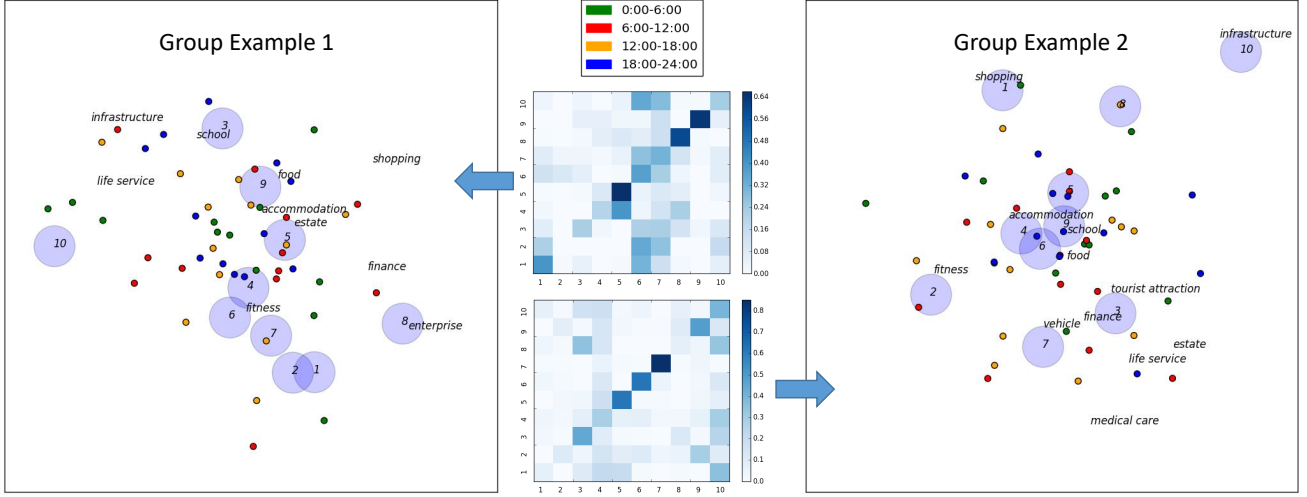 Group Example 1
infrastructure
3
school
shopping
life service
food
9
accommodation
estate
5
10
finance
4
fitness
6
8
enterprise
7
2
1
0:00-6:00
6:00-12:00
12:00-18:00
18:00-24:00
10
9
8
7
6
5
4
3
2
1
1 2 3 4 5 6 7 8 9 10
0.64
0.56
0.48
0.40
0.32
0.24
0.16
0.08
0.00
10
9
8
7
6
5
4
3
2
1
1 2 3 4 5 6 7 8 9 10
0.8
0.7
0.6
0.5
0.4
0.3
0.2
0.1
0.0
Group Example 2
infrastructure
10
shopping
1
8
5
accommodation
9
4
school
6
food
fitness
2
tourist attraction
3
finance
vehicle
7
estate
life service
medical care